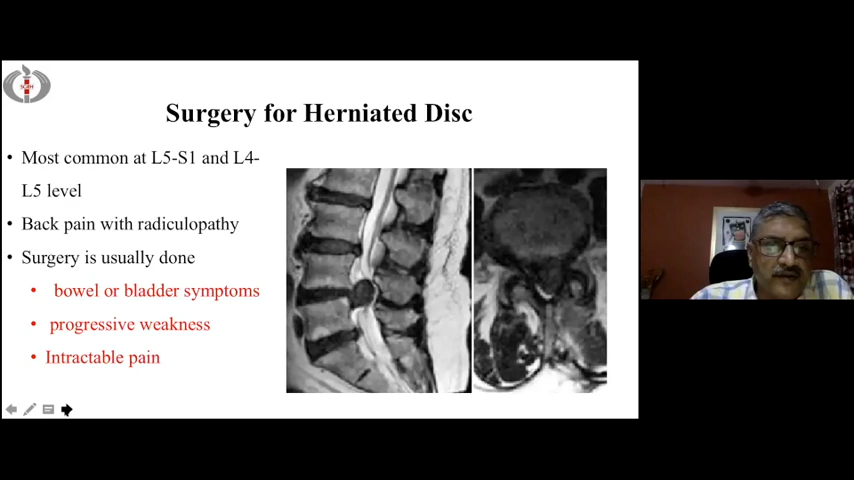 SGRH
Surgery for Herniated Disc
• Most common at L5-S1 and L4-
L5 level
• Back pain with radiculopathy
• Surgery is usually done
• bowel or bladder symptoms
• progressive weakness
• Intractable pain